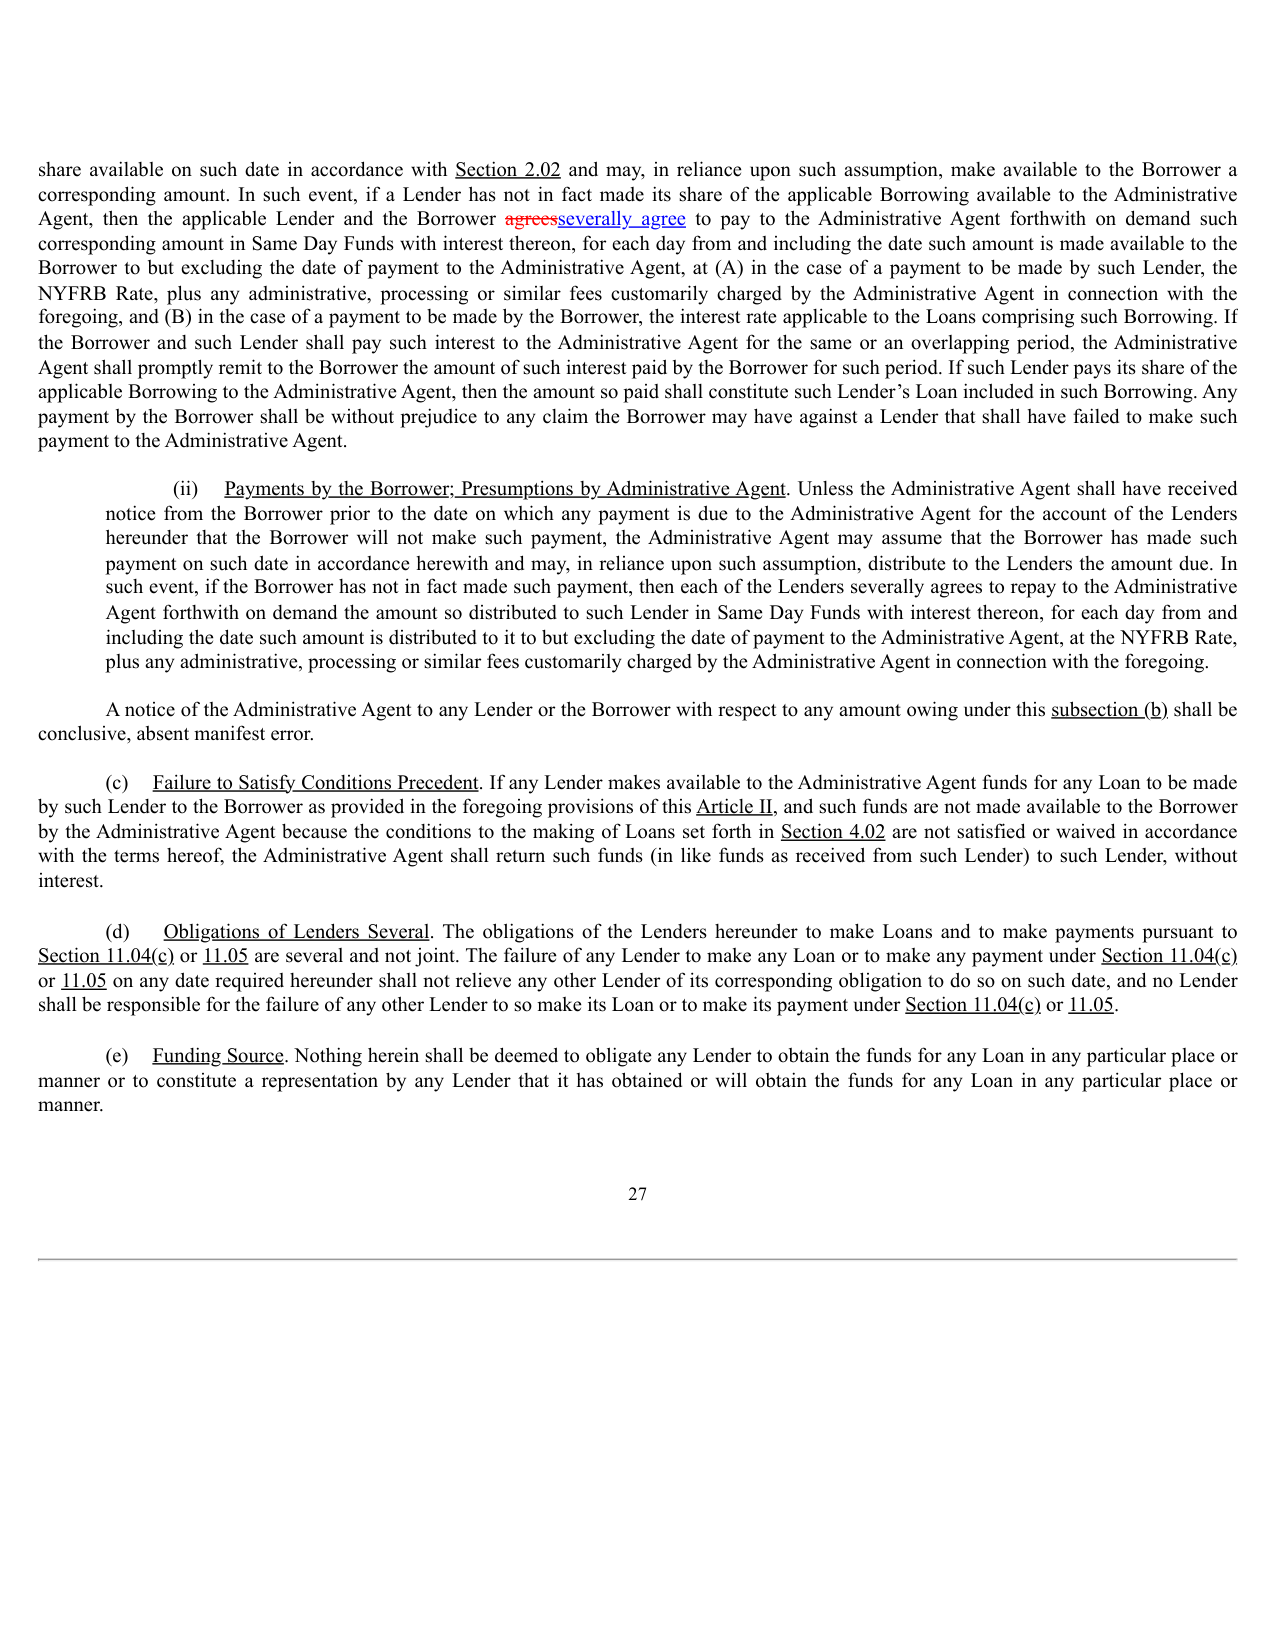 share available on such date in accordance with Section 2.02 and may, in reliance upon such assumption, make available to the Borrower a
corresponding amount. In such event, if a Lender has not in fact made its share of the applicable Borrowing available to the Administrative
Agent, then the applicable Lender and the Borrower agreesseverally agree to pay to the Administrative Agent forthwith on demand such
corresponding amount in Same Day Funds with interest thereon, for each day from and including the date such amount is made available to the
Borrower to but excluding the date of payment to the Administrative Agent, at (A) in the case of a payment to be made by such Lender, the
NYFRB Rate, plus any administrative, processing or similar fees customarily charged by the Administrative Agent in connection with the
foregoing, and (B) in the case of a payment to be made by the Borrower, the interest rate applicable to the Loans comprising such Borrowing. If
the Borrower and such Lender shall pay such interest to the Administrative Agent for the same or an overlapping period, the Administrative
Agent shall promptly remit to the Borrower the amount of such interest paid by the Borrower for such period. If such Lender pays its share of the
applicable Borrowing to the Administrative Agent, then the amount so paid shall constitute such Lender’s Loan included in such Borrowing. Any
payment by the Borrower shall be without prejudice to any claim the Borrower may have against a Lender that shall have failed to make such
payment to the Administrative Agent.
(ii) Payments by the Borrower; Presumptions by Administrative Agent. Unless the Administrative Agent shall have received
notice from the Borrower prior to the date on which any payment is due to the Administrative Agent for the account of the Lenders
hereunder that the Borrower will not make such payment, the Administrative Agent may assume that the Borrower has made such
payment on such date in accordance herewith and may, in reliance upon such assumption, distribute to the Lenders the amount due. In
such event, if the Borrower has not in fact made such payment, then each of the Lenders severally agrees to repay to the Administrative
Agent forthwith on demand the amount so distributed to such Lender in Same Day Funds with interest thereon, for each day from and
including the date such amount is distributed to it to but excluding the date of payment to the Administrative Agent, at the NYFRB Rate,
plus any administrative, processing or similar fees customarily charged by the Administrative Agent in connection with the foregoing.
A notice of the Administrative Agent to any Lender or the Borrower with respect to any amount owing under this subsection (b) shall be
conclusive, absent manifest error.
(c) Failure to Satisfy Conditions Precedent. If any Lender makes available to the Administrative Agent funds for any Loan to be made
by such Lender to the Borrower as provided in the foregoing provisions of this Article II, and such funds are not made available to the Borrower
by the Administrative Agent because the conditions to the making of Loans set forth in Section 4.02 are not satisfied or waived in accordance
with the terms hereof, the Administrative Agent shall return such funds (in like funds as received from such Lender) to such Lender, without
interest.
(d) Obligations of Lenders Several. The obligations of the Lenders hereunder to make Loans and to make payments pursuant to
Section 11.04(c) or 11.05 are several and not joint. The failure of any Lender to make any Loan or to make any payment under Section 11.04(c)
or 11.05 on any date required hereunder shall not relieve any other Lender of its corresponding obligation to do so on such date, and no Lender
shall be responsible for the failure of any other Lender to so make its Loan or to make its payment under Section 11.04(c) or 11.05.
(e) Funding Source. Nothing herein shall be deemed to obligate any Lender to obtain the funds for any Loan in any particular place or
manner or to constitute a representation by any Lender that it has obtained or will obtain the funds for any Loan in any particular place or
manner.
27